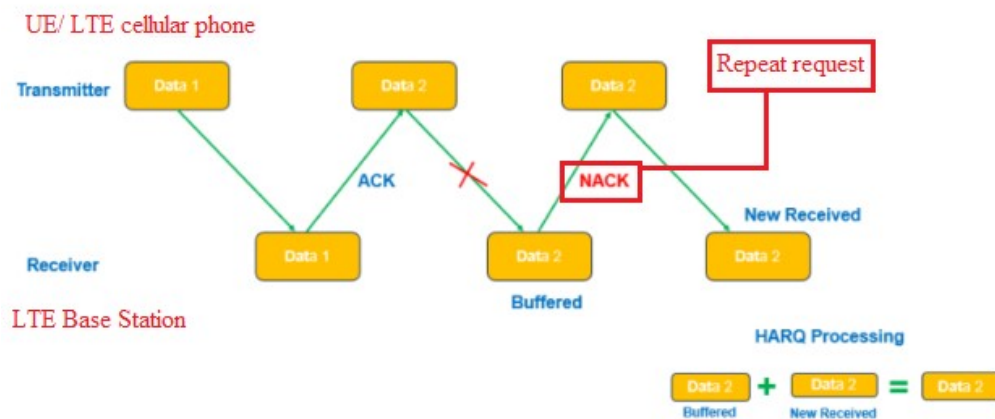 UE/ LTE cellular phone
Transmitter
Data 1
Data 2
Data 2
Repeat request
ACK
NACK
New Received
Receiver
Data 1
Data 2
Data 2
Buffered
LTE Base Station
HARQ Processing
Data 2 + Data 2 = Data 2
Buffered
New Received